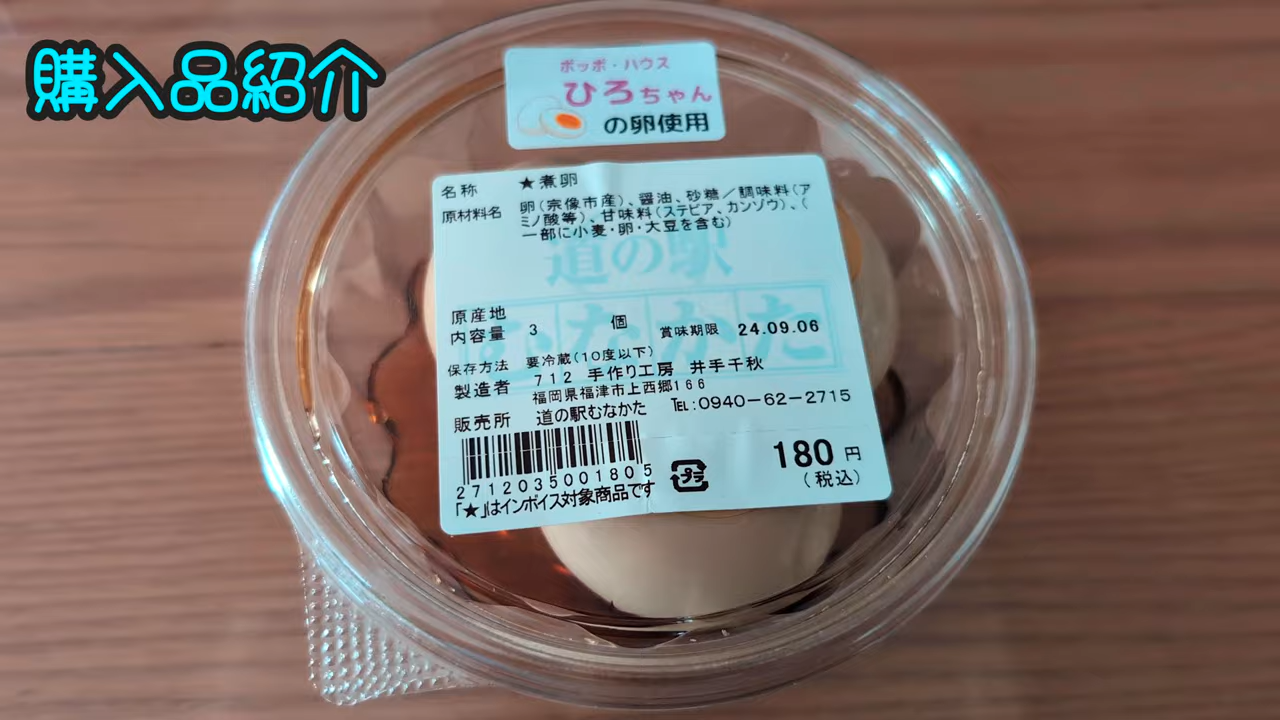 購入品紹介
ポッポ・ハウス
ひろちゃん
の卵使用
名称 ★煮卵
原材料名 卵(宗像市産)、醤油、砂糖/調味料(ア
ミノ酸等)、甘味料(ステビア、カンゾウ)、(
一部に小麦・卵・大豆を含む)
道の駅
むなかた
原産地
内容量 3 個 賞味期限 24.09.06
保存方法 要冷蔵(10度以下)
製造者 712 手作り工房 井手千秋
福岡県福津市上西郷166
販売所 道の駅むなかた TEL:0940-62-2715
2712035001805
プラ
180円
(税込)
「★」はインボイス対象商品です